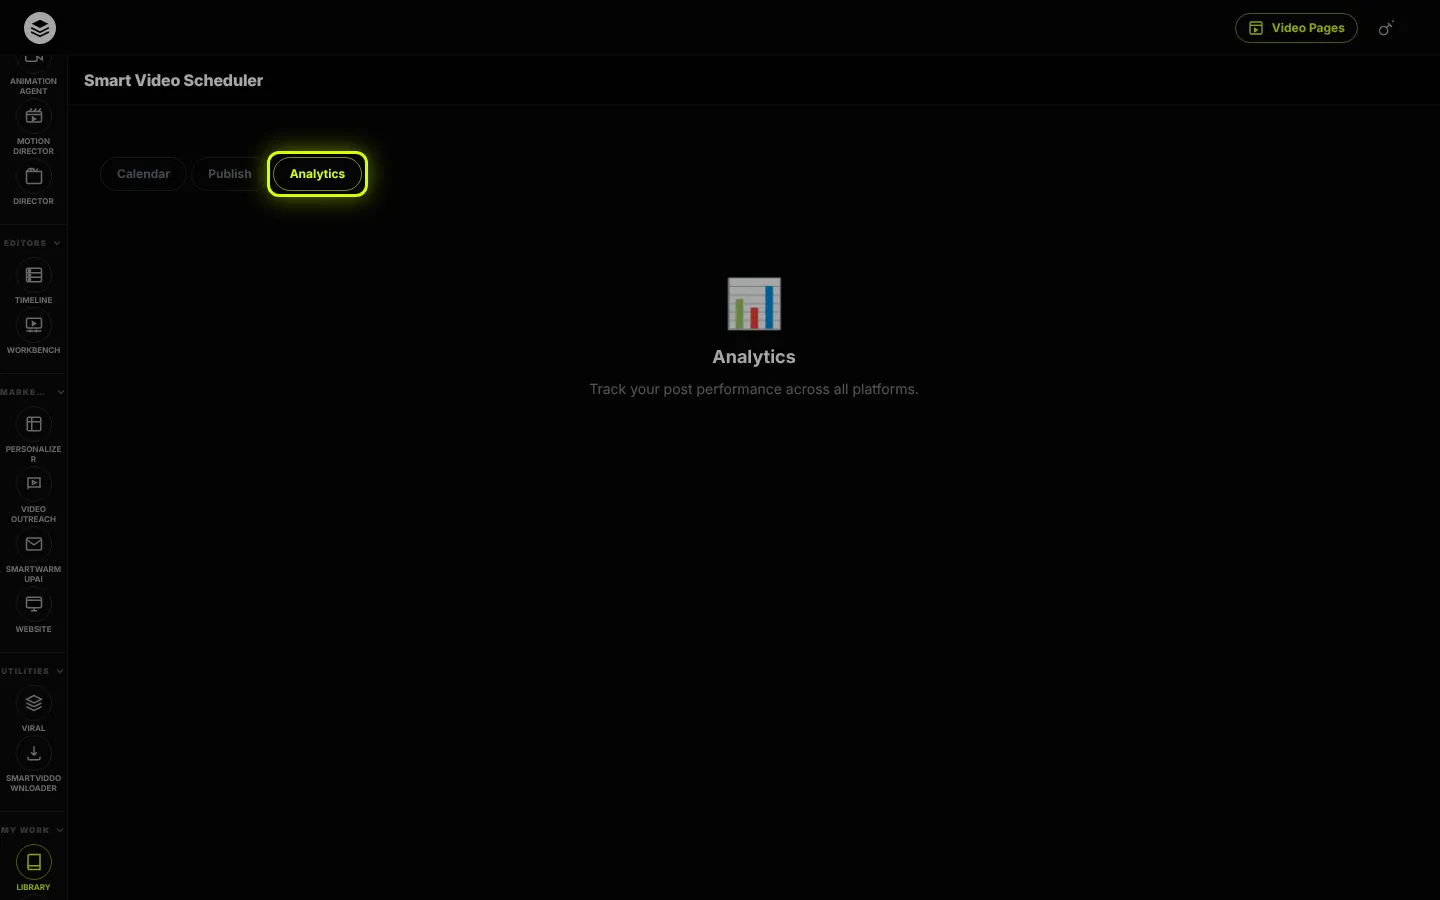 Video Pages
ANIMATION
AGENT
MOTION
DIRECTOR
DIRECTOR
EDITORS
TIMELINE
WORKBENCH
MARKE...
PERSONALIZE
R
VIDEO
OUTREACH
SMARTWARM
UPAI
WEBSITE
UTILITIES
VIRAL
SMARTVIDDO
WNLOADER
MY WORK
LIBRARY
Smart Video Scheduler
Calendar Publish Analytics
Analytics
Track your post performance across all platforms.